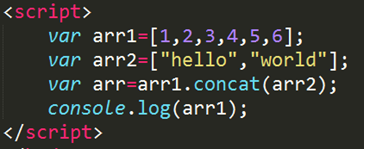 <script>
var arr1=[1,2,3,4,5,6];
var arr2=["hello","world"];
var arr=arr1.concat(arr2);
console.log(arr1);
</script>